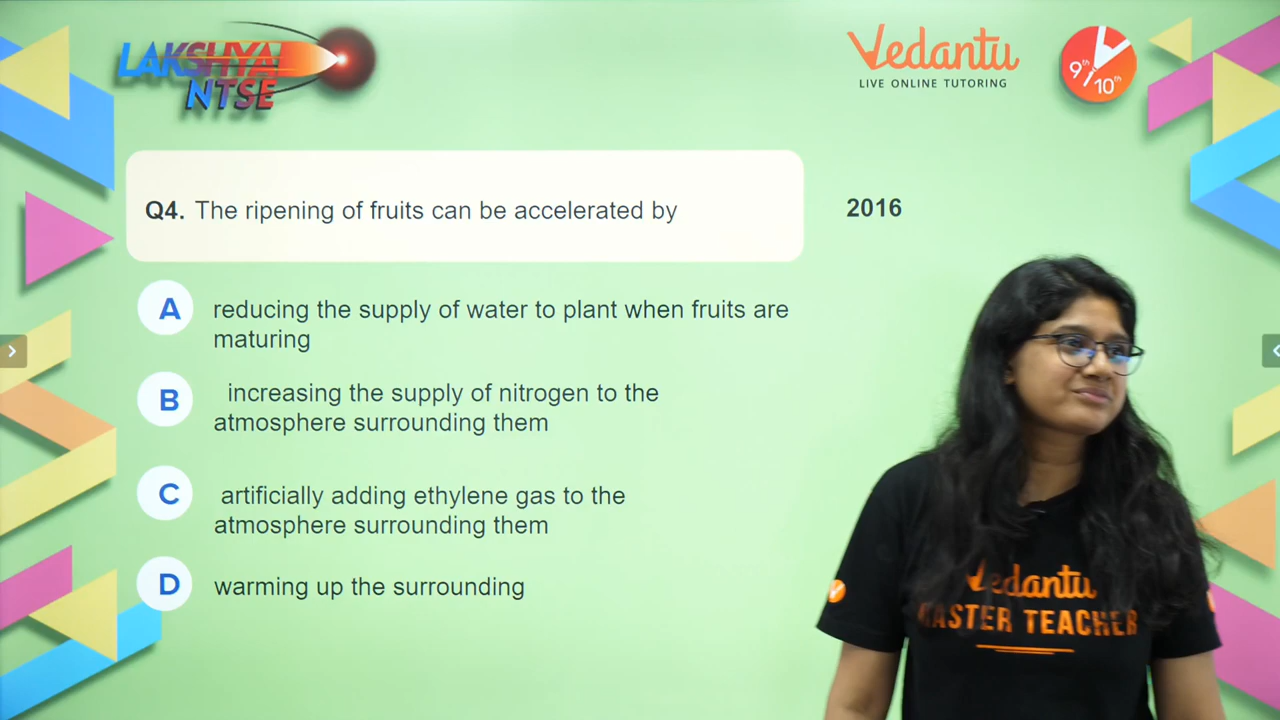 LAKSHYA
NTSE
Vedantu
LIVE ONLINE TUTORING
9th
10th
Q4. The ripening of fruits can be accelerated by
2016
A reducing the supply of water to plant when fruits are
maturing
B increasing the supply of nitrogen to the
atmosphere surrounding them
C artificially adding ethylene gas to the
atmosphere surrounding them
D warming up the surrounding
Vedantu
MASTER TEACHER